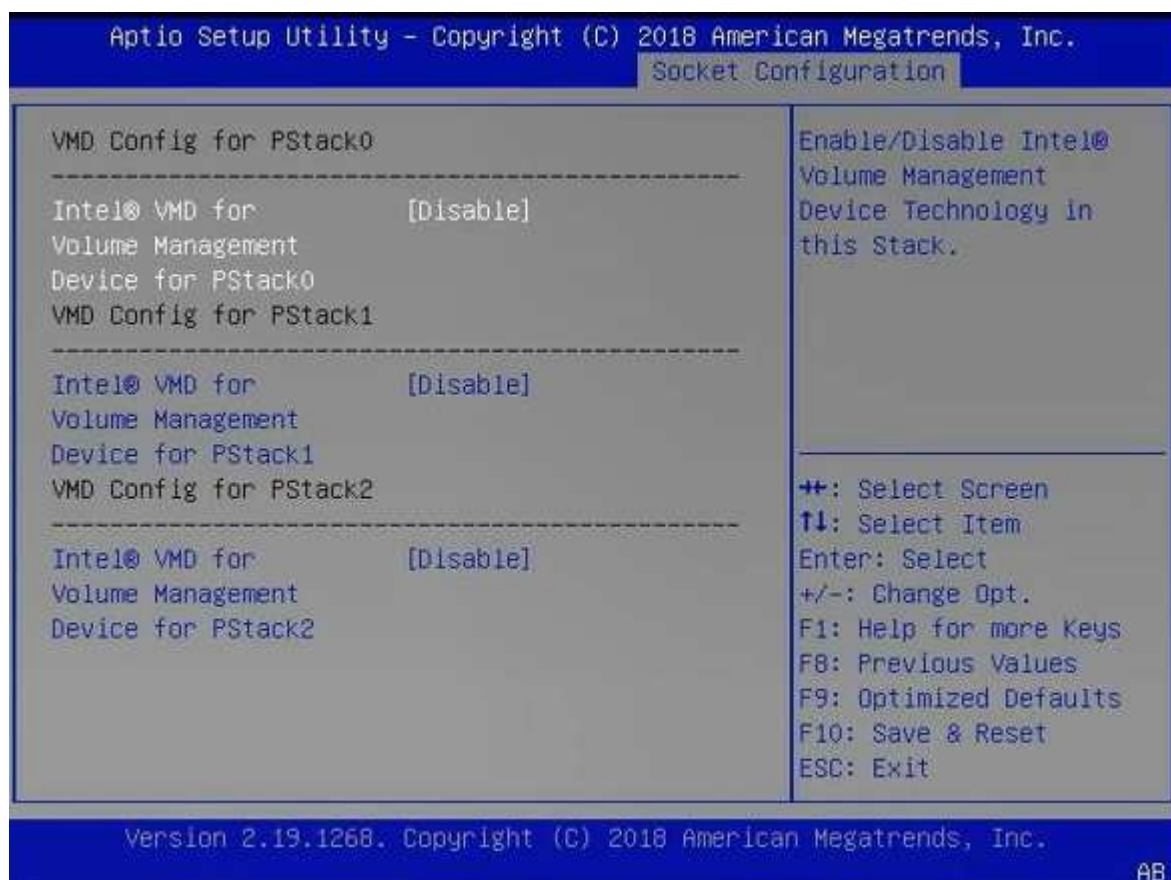 Aptio Setup Utility – Copyright (C) 2018 American Megatrends, Inc.
Socket Configuration
VMD Config for PStack0
Intel® VMD for [Disable]
Volume Management
Device for PStack0
VMD Config for PStack1
Intel® VMD for [Disable]
Volume Management
Device for PStack1
VMD Config for PStack2
Intel® VMD for [Disable]
Volume Management
Device for PStack2
Enable/Disable Intel®
Volume Management
Device Technology in
this Stack.
→←: Select Screen
↑↓: Select Item
Enter: Select
+/-: Change Opt.
F1: Help for more Keys
F8: Previous Values
F9: Optimized Defaults
F10: Save & Reset
ESC: Exit
Version 2.19.1268. Copyright (C) 2018 American Megatrends, Inc.
AB